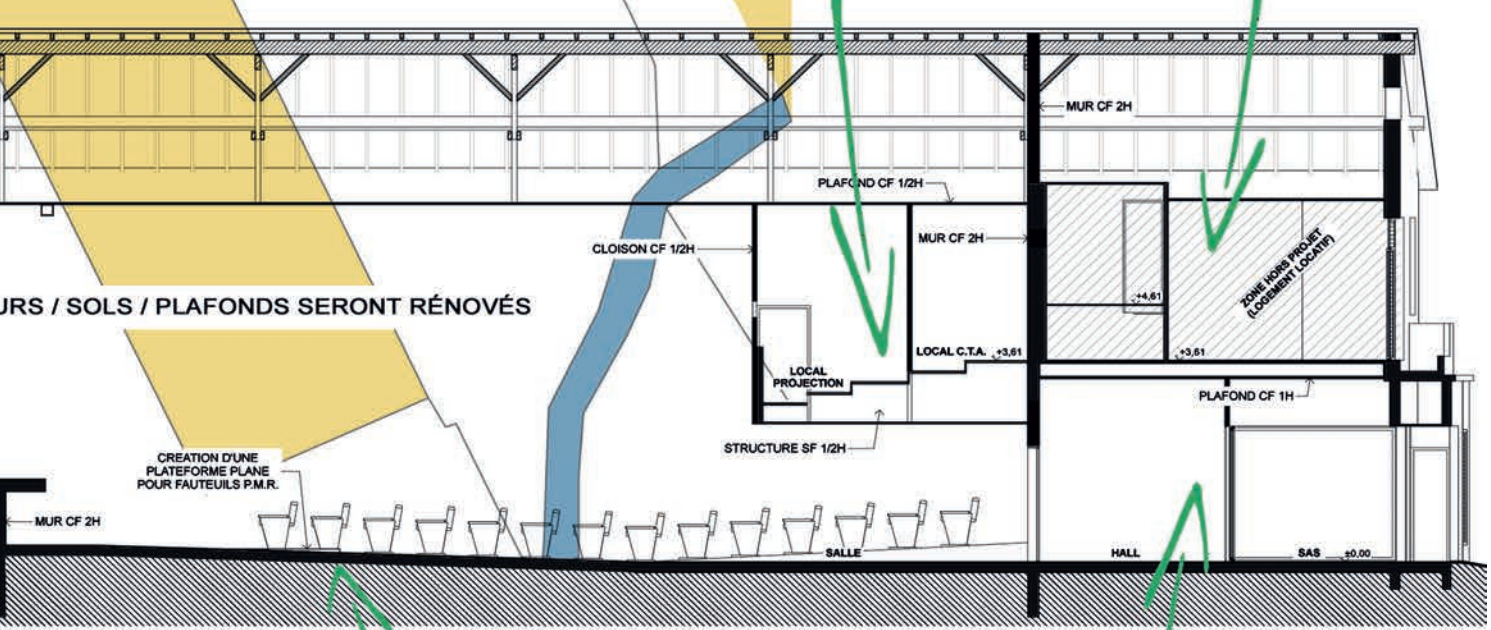 MUR CF 2H
PLAFOND CF 1/2H
CLOISON CF 1/2H
MUR CF 2H
+4,61
ZONE HORS PROJET
(LOGEMENT LOCATIF)
URS / SOLS / PLAFONDS SERONT RÉNOVÉS
LOCAL C.T.A. +3,61
+3,61
LOCAL
PROJECTION
PLAFOND CF 1H
STRUCTURE SF 1/2H
CREATION D'UNE
PLATEFORME PLANE
POUR FAUTEUILS P.M.R.
MUR CF 2H
SALLE
HALL
SAS ±0,00